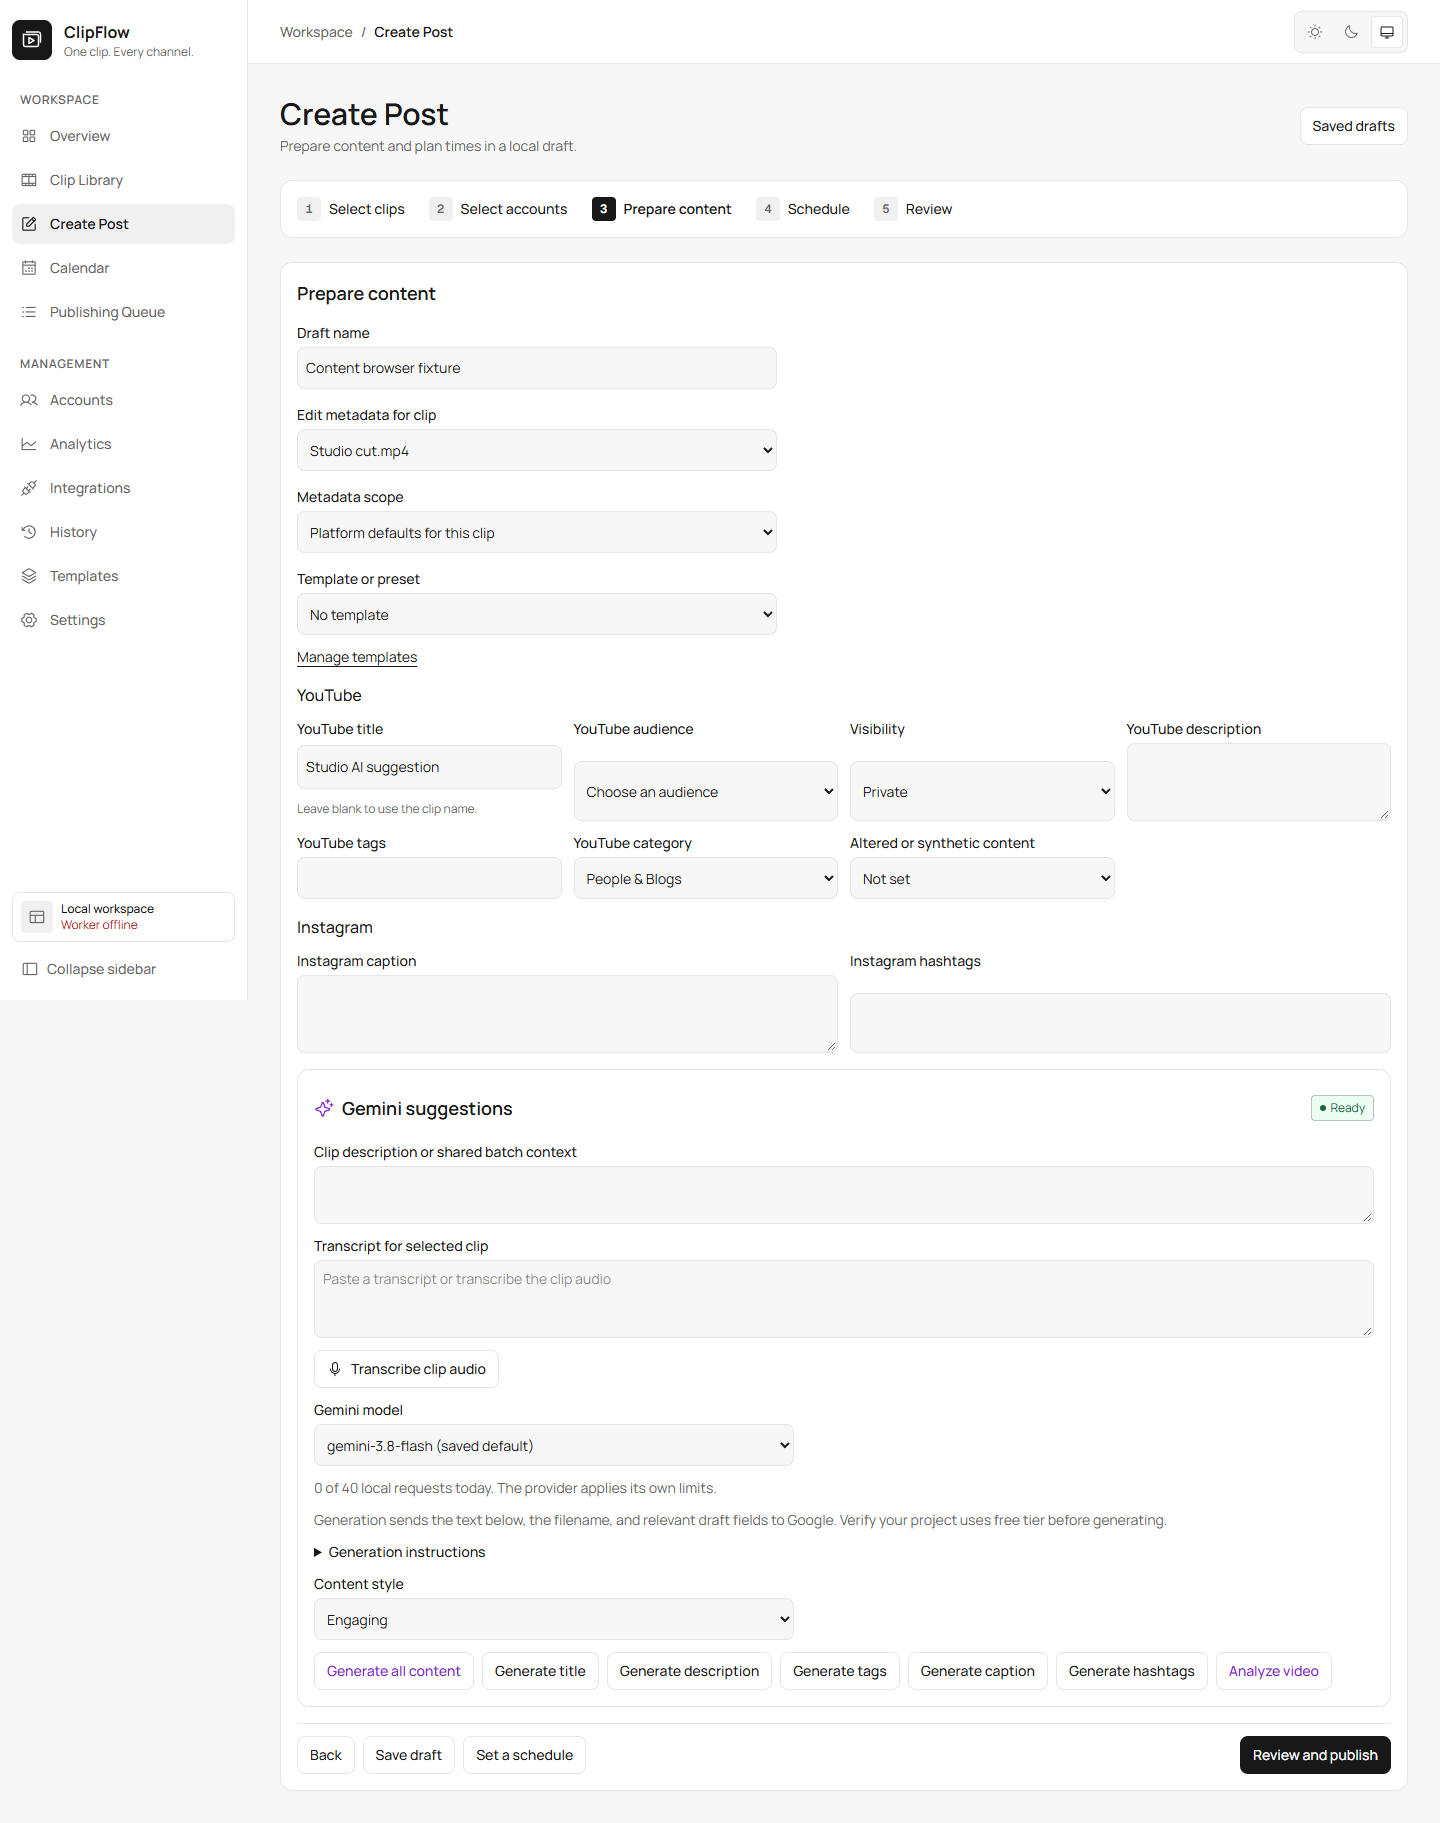 ClipFlow
One clip. Every channel.
WORKSPACE
Overview
Clip Library
Create Post
Calendar
Publishing Queue
MANAGEMENT
Accounts
Analytics
Integrations
History
Templates
Settings
Local workspace
Worker offline
Collapse sidebar
Workspace / Create Post
Create Post
Prepare content and plan times in a local draft.
Saved drafts
1 Select clips 2 Select accounts 3 Prepare content 4 Schedule 5 Review
Prepare content
Draft name
Content browser fixture
Edit metadata for clip
Studio cut.mp4
Metadata scope
Platform defaults for this clip
Template or preset
No template
Manage templates
YouTube
YouTube title
Studio AI suggestion
Leave blank to use the clip name.
YouTube audience
Choose an audience
Visibility
Private
YouTube description
YouTube tags
YouTube category
People & Blogs
Altered or synthetic content
Not set
Instagram
Instagram caption
Instagram hashtags
Gemini suggestions
Ready
Clip description or shared batch context
Transcript for selected clip
Paste a transcript or transcribe the clip audio
Transcribe clip audio
Gemini model
gemini-3.8-flash (saved default)
0 of 40 local requests today. The provider applies its own limits.
Generation sends the text below, the filename, and relevant draft fields to Google. Verify your project uses free tier before generating.
Generation instructions
Content style
Engaging
Generate all content Generate title Generate description Generate tags Generate caption Generate hashtags Analyze video
Back Save draft Set a schedule Review and publish